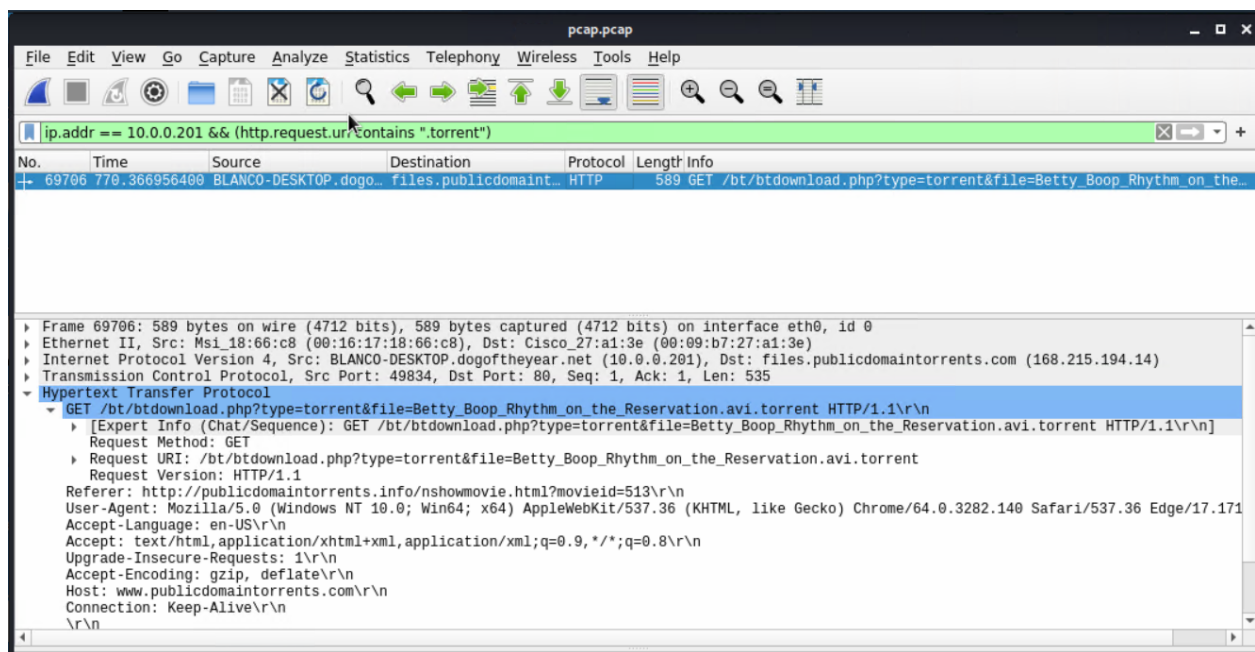 pcap.pcap
File Edit View Go Capture Analyze Statistics Telephony Wireless Tools Help
ip.addr == 10.0.0.201 && (http.request.uri contains ".torrent")
No. Time Source Destination Protocol Length Info
69706 770.366956400 BLANCO-DESKTOP.dogo… files.publicdomaint… HTTP 589 GET /bt/btdownload.php?type=torrent&file=Betty_Boop_Rhythm_on_the…
Frame 69706: 589 bytes on wire (4712 bits), 589 bytes captured (4712 bits) on interface eth0, id 0
Ethernet II, Src: Msi_18:66:c8 (00:16:17:18:66:c8), Dst: Cisco_27:a1:3e (00:09:b7:27:a1:3e)
Internet Protocol Version 4, Src: BLANCO-DESKTOP.dogoftheyear.net (10.0.0.201), Dst: files.publicdomaintorrents.com (168.215.194.14)
Transmission Control Protocol, Src Port: 49834, Dst Port: 80, Seq: 1, Ack: 1, Len: 535
Hypertext Transfer Protocol
GET /bt/btdownload.php?type=torrent&file=Betty_Boop_Rhythm_on_the_Reservation.avi.torrent HTTP/1.1\r\n
[Expert Info (Chat/Sequence): GET /bt/btdownload.php?type=torrent&file=Betty_Boop_Rhythm_on_the_Reservation.avi.torrent HTTP/1.1\r\n]
Request Method: GET
Request URI: /bt/btdownload.php?type=torrent&file=Betty_Boop_Rhythm_on_the_Reservation.avi.torrent
Request Version: HTTP/1.1
Referer: http://publicdomaintorrents.info/nshowmovie.html?movieid=513\r\n
User-Agent: Mozilla/5.0 (Windows NT 10.0; Win64; x64) AppleWebKit/537.36 (KHTML, like Gecko) Chrome/64.0.3282.140 Safari/537.36 Edge/17.171
Accept-Language: en-US\r\n
Accept: text/html,application/xhtml+xml,application/xml;q=0.9,*/*;q=0.8\r\n
Upgrade-Insecure-Requests: 1\r\n
Accept-Encoding: gzip, deflate\r\n
Host: www.publicdomaintorrents.com\r\n
Connection: Keep-Alive\r\n
\r\n